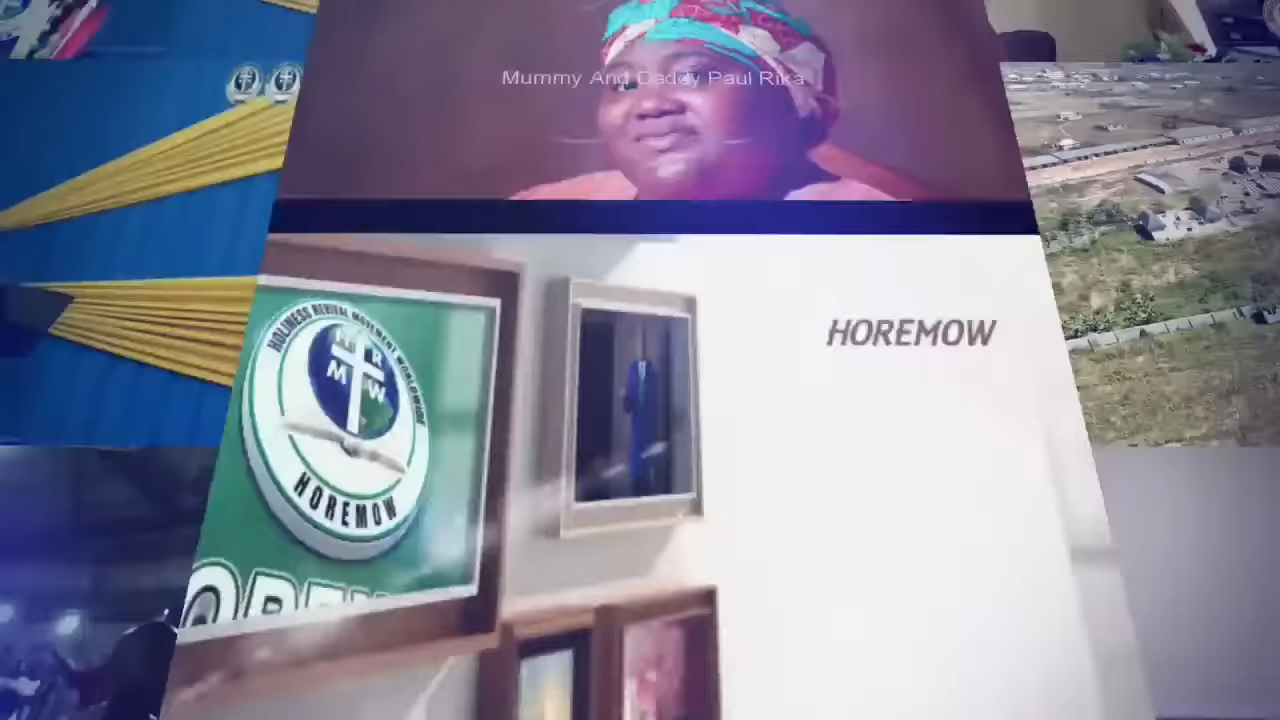 Mummy And Daddy Paul Rika
HOREMOW
HOLINESS REVIVAL MOVEMENT WORLDWIDE
H R
M W
HOREMOW